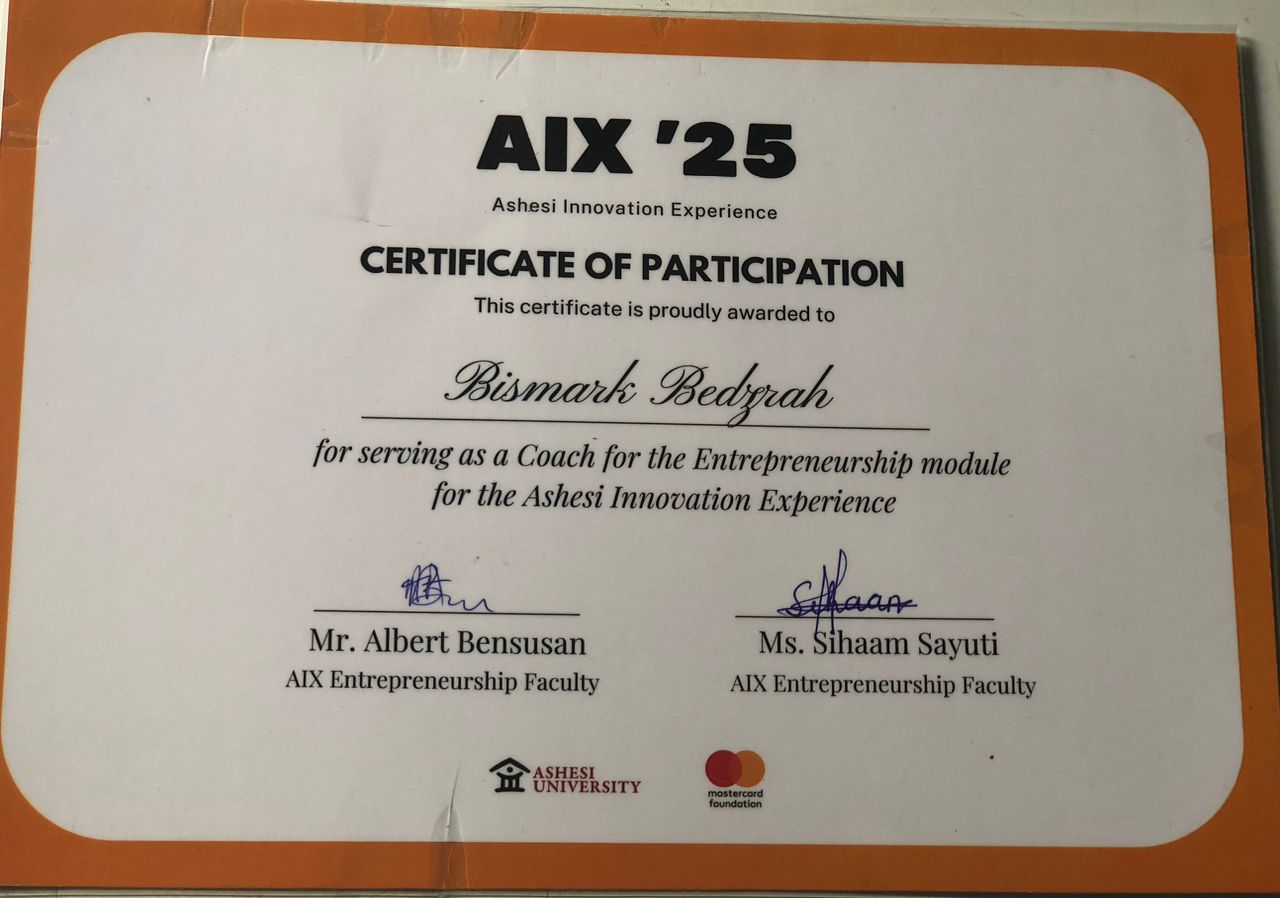 AIX '25
Ashesi Innovation Experience
CERTIFICATE OF PARTICIPATION
This certificate is proudly awarded to
Bismark Bedzrah
for serving as a Coach for the Entrepreneurship module
for the Ashesi Innovation Experience
Sihaan
Mr. Albert Bensusan
Ms. Sihaam Sayuti
AIX Entrepreneurship Faculty
AIX Entrepreneurship Faculty
ASHESI
UNIVERSITY
mastercard
foundation